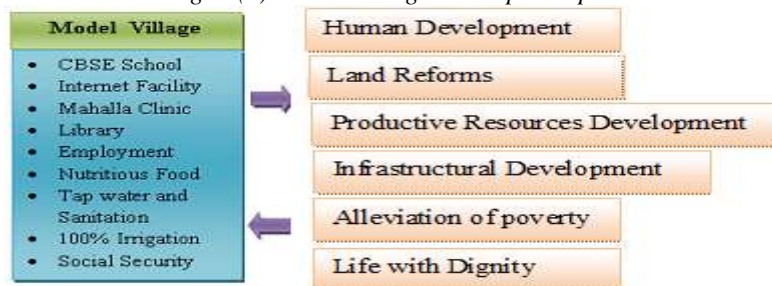 Model Village
• CBSE School
• Internet Facility
• Mahalla Clinic
• Library
• Employment
• Nutritious Food
• Tap water and
Sanitation
• 100% Irrigation
• Social Security
Human Development
Land Reforms
Productive Resources Development
Infrastructural Development
Alleviation of poverty
Life with Dignity